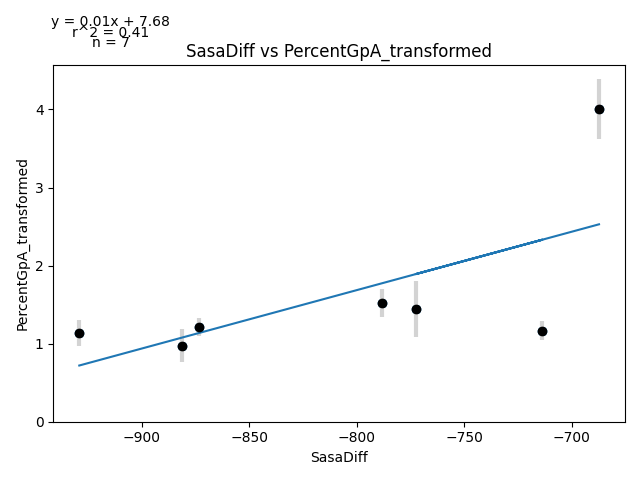 y = 0.01x + 7.68
r^2 = 0.41
n = 7
SasaDiff vs PercentGpA_transformed
4
3
2
1
0
PercentGpA_transformed
−900
−850
−800
−750
−700
SasaDiff